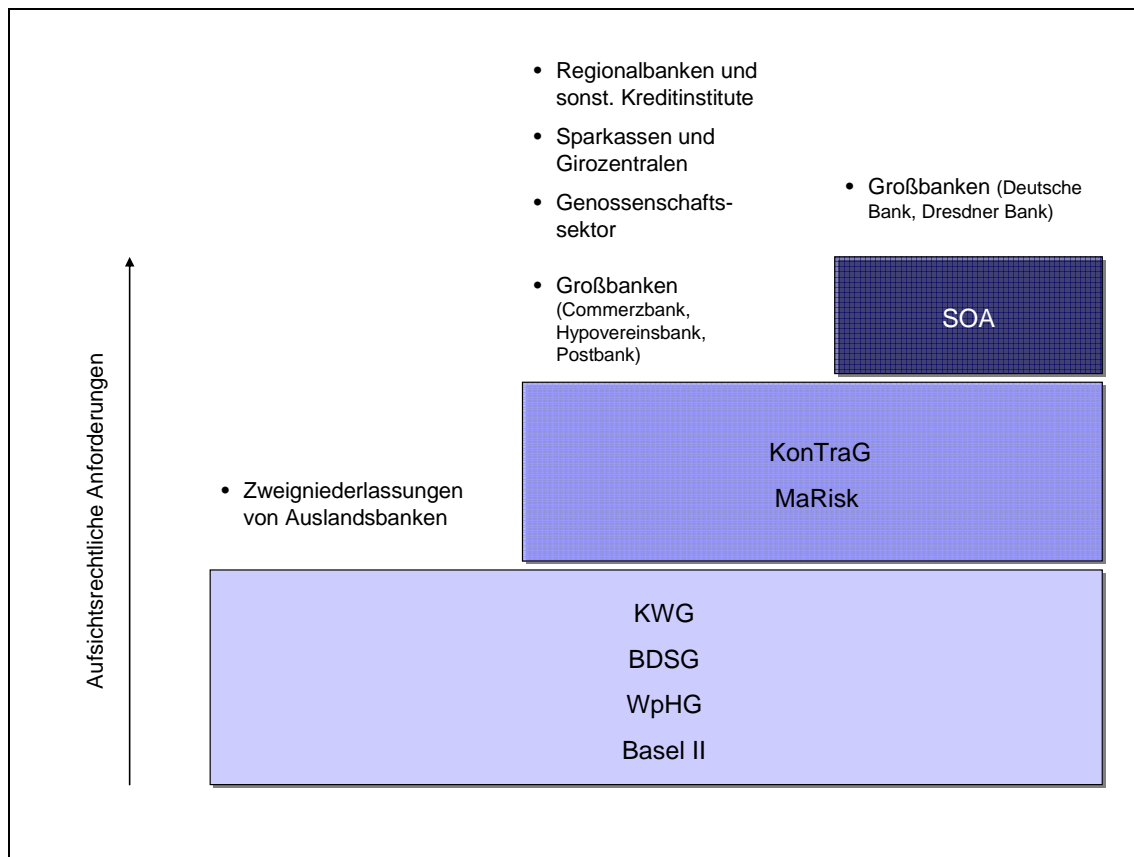 • Regionalbanken und
sonst. Kreditinstitute
• Sparkassen und
Girozentralen
• Genossenschafts-
sektor
• Großbanken
(Commerzbank,
Hypovereinsbank,
Postbank)
• Großbanken (Deutsche
Bank, Dresdner Bank)
SOA
KonTraG
MaRisk
• Zweigniederlassungen
von Auslandsbanken
KWG
BDSG
WpHG
Basel II
Aufsichtsrechtliche Anforderungen